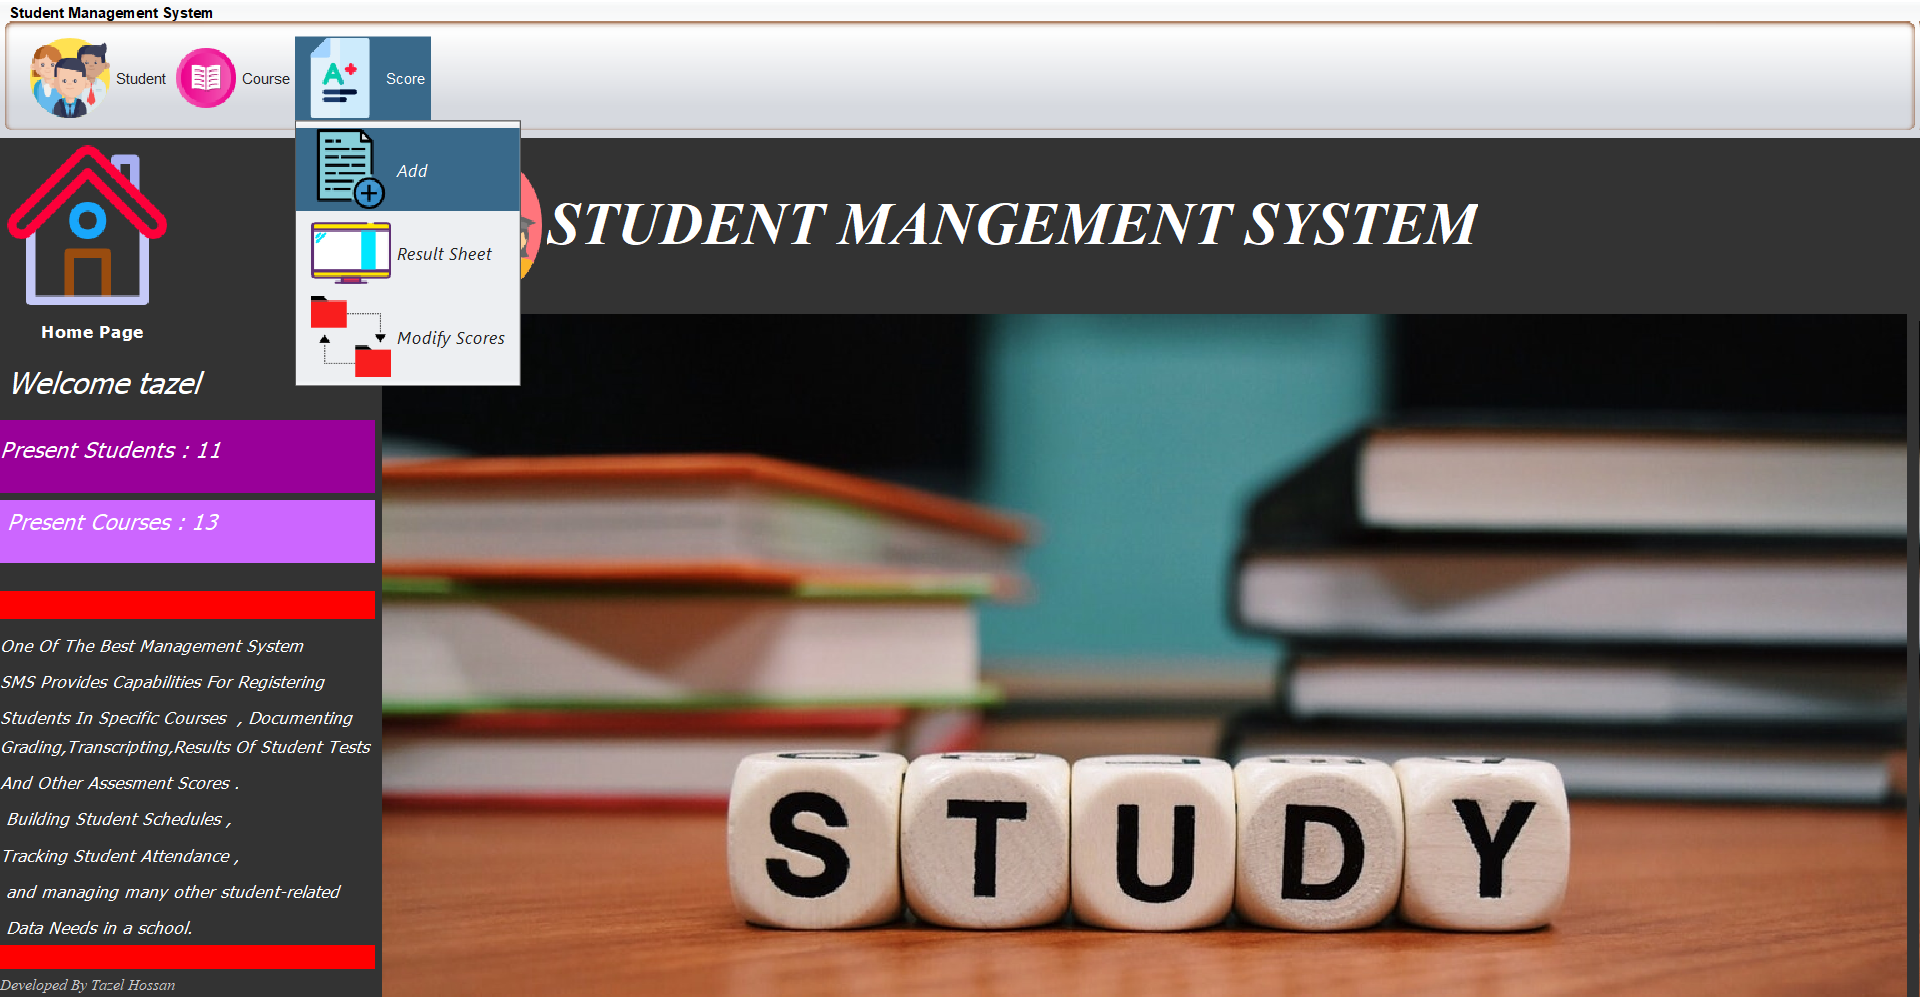 Student Management System
Student
Course
Score
A+
Add
Result Sheet
Modify Scores
STUDENT MANGEMENT SYSTEM
Home Page
Welcome tazel
Present Students : 11
Present Courses : 13
One Of The Best Management System
SMS Provides Capabilities For Registering
Students In Specific Courses , Documenting
Grading,Transcripting,Results Of Student Tests
And Other Assesment Scores .
Building Student Schedules ,
Tracking Student Attendance ,
and managing many other student-related
Data Needs in a school.
Developed By Tazel Hossan
STUDY